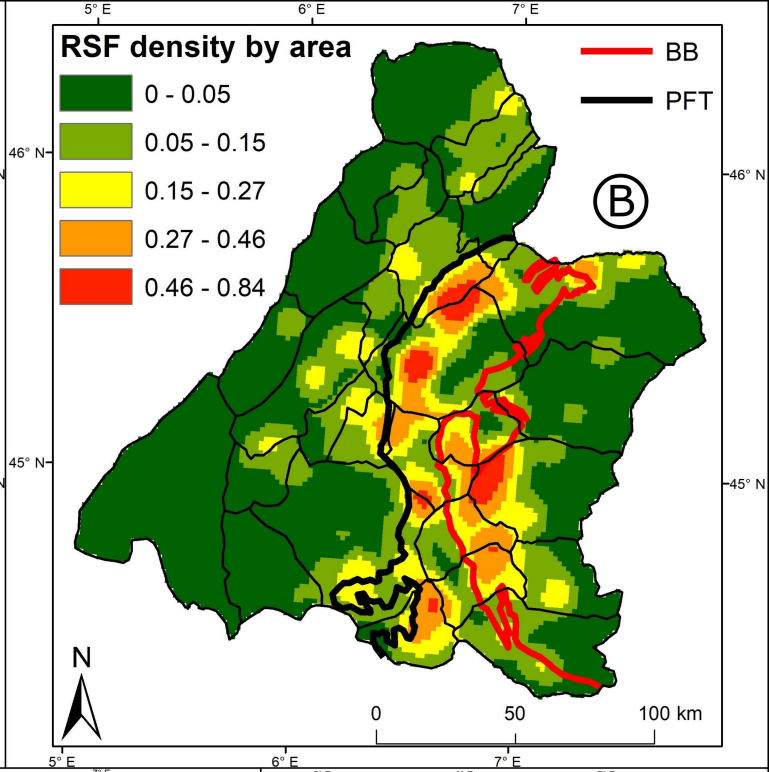 5° E 6° E 7° E
RSF density by area
0 - 0.05
0.05 - 0.15
0.15 - 0.27
0.27 - 0.46
0.46 - 0.84
BB
PFT
B
46° N 46° N
45° N 45° N
N
0 50 100 km
5° E 6° E 7° E